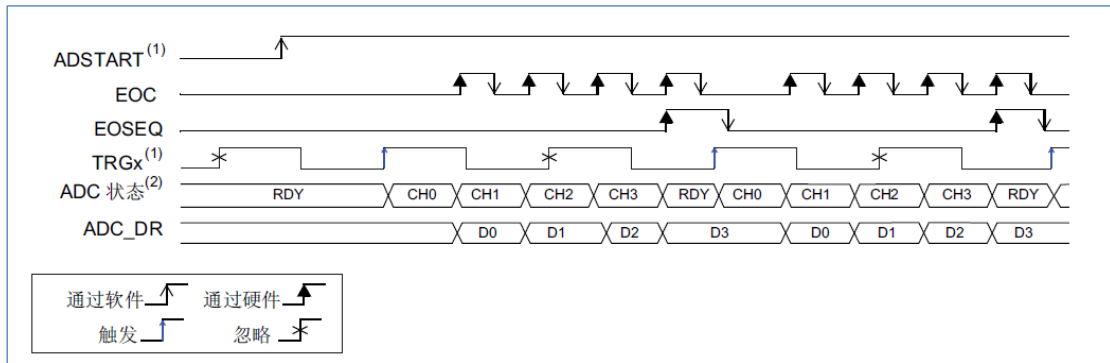 ADSTART(1)
EOC
EOSEQ
TRGx(1)
ADC 状态(2) RDY CH0 CH1 CH2 CH3 RDY CH0 CH1 CH2 CH3 RDY
ADC_DR D0 D1 D2 D3 D0 D1 D2 D3
通过软件 通过硬件
触发 忽略